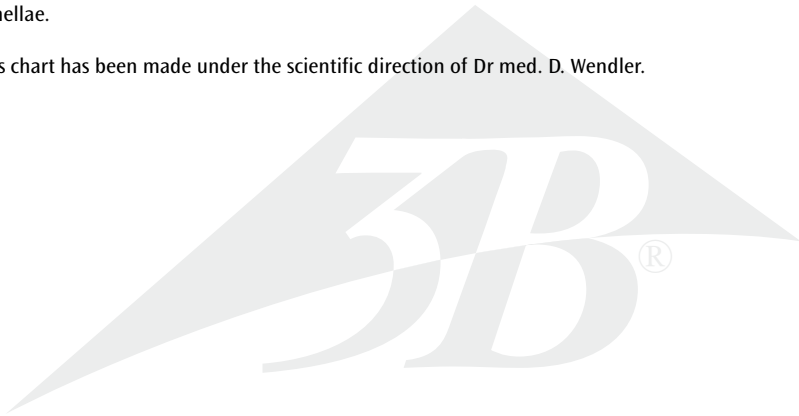 nellae.
s chart has been made under the scientific direction of Dr med. D. Wendler.
3B®